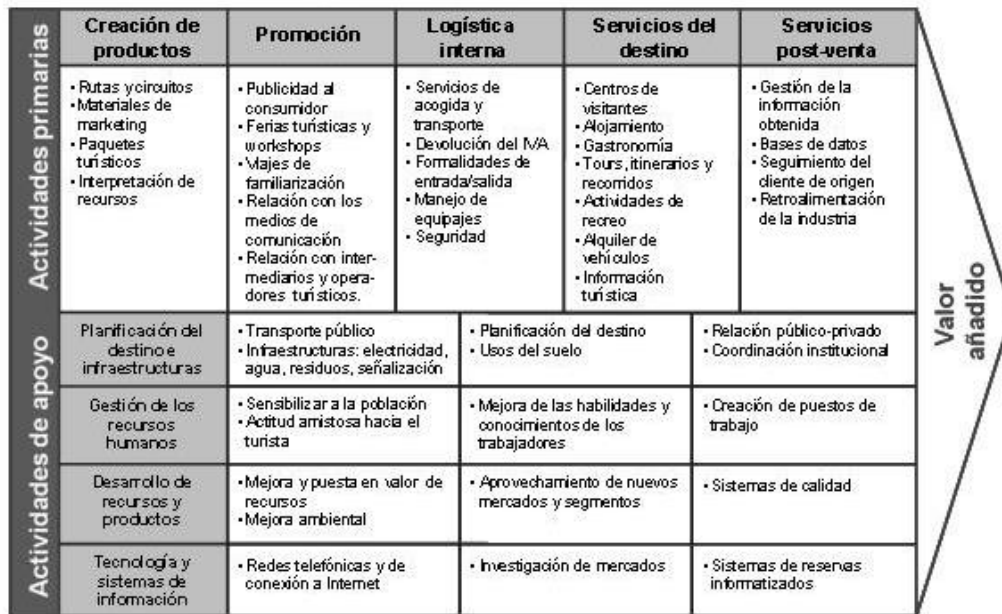 Actividades primarias
Creación de
productos
Promoción
Logística
interna
Servicios del
destino
Servicios
post-venta
• Rutas y circuitos
• Materiales de
marketing
• Paquetes
turísticos
• Interpretación de
recursos
• Publicidad al
consumidor
• Ferias turísticas y
workshops
• Viajes de
familiarización
• Relación con los
medios de
comunicación
• Relación con inter-
mediarios y opera-
dores turísticos.
• Servicios de
acogida y
transporte
• Devolución del IVA
• Formalidades de
entrada/salida
• Manejo de
equipajes
• Seguridad
• Centros de
visitantes
• Alojamiento
• Gastronomía
• Tours, itinerarios y
recorridos
• Actividades de
recreo
• Alquiler de
vehículos
• Información
turística
• Gestión de la
información
obtenida
• Bases de datos
• Seguimiento del
cliente de origen
• Retroalimentación
de la industria
Actividades de apoyo
Planificación del
destino e
infraestructuras
• Transporte público
• Infraestructuras: electricidad,
agua, residuos, señalización
• Planificación del destino
• Usos del suelo
• Relación público-privado
• Coordinación institucional
Gestión de los
recursos
humanos
• Sensibilizar a la población
• Actitud amistosa hacia el
turista
• Mejora de las habilidades y
conocimientos de los
trabajadores
• Creación de puestos de
trabajo
Desarrollo de
recursos y
productos
• Mejora y puesta en valor de
recursos
• Mejora ambiental
• Aprovechamiento de nuevos
mercados y segmentos
• Sistemas de calidad
Tecnología y
sistemas de
información
• Redes telefónicas y de
conexión a Internet
• Investigación de mercados
• Sistemas de reservas
informatizados
Valor
añadido